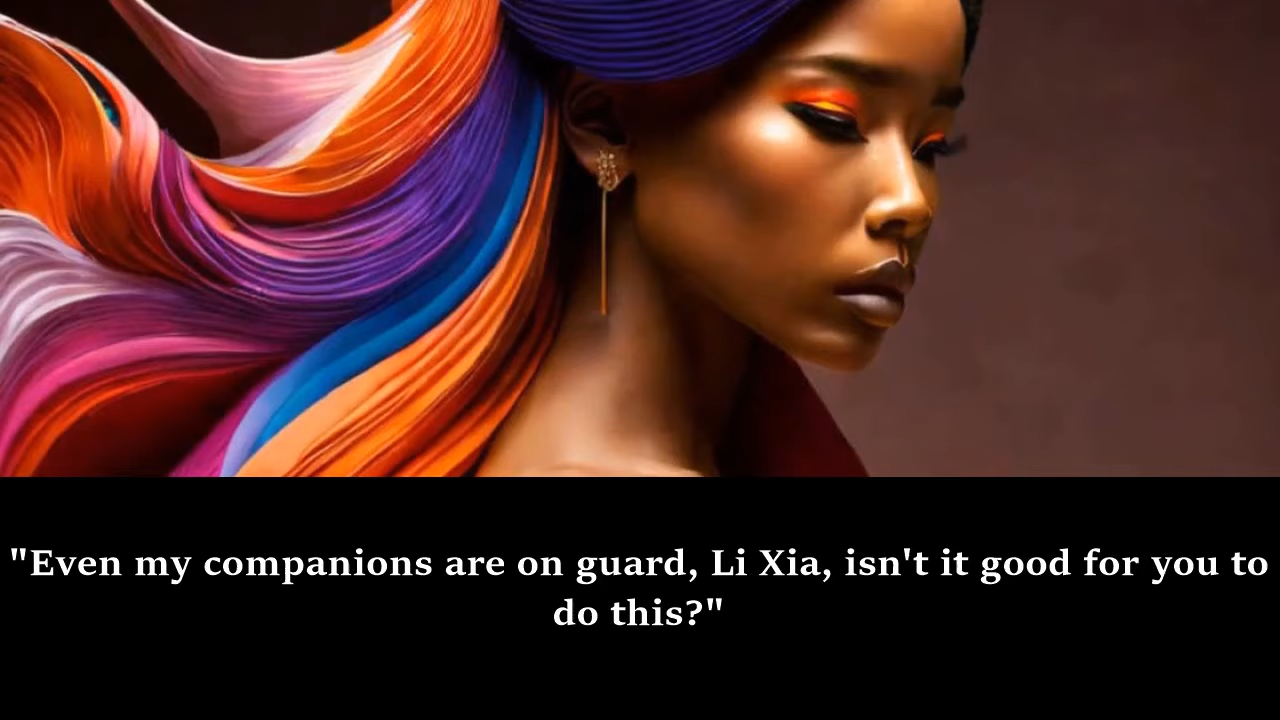 "Even my companions are on guard, Li Xia, isn't it good for you to
do this?"